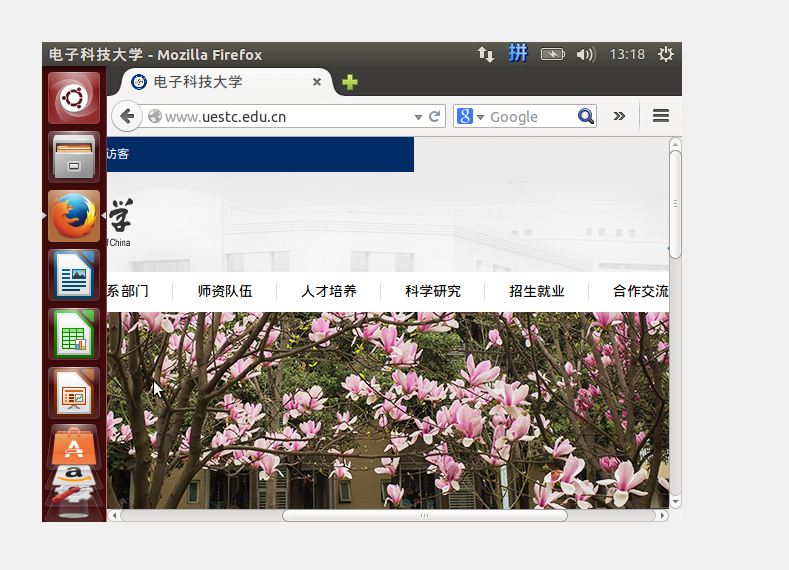 电子科技大学 - Mozilla Firefox
拼
13:18
电子科技大学
www.uestc.edu.cn
Google
访客
学
China
系部门
师资队伍
人才培养
科学研究
招生就业
合作交流